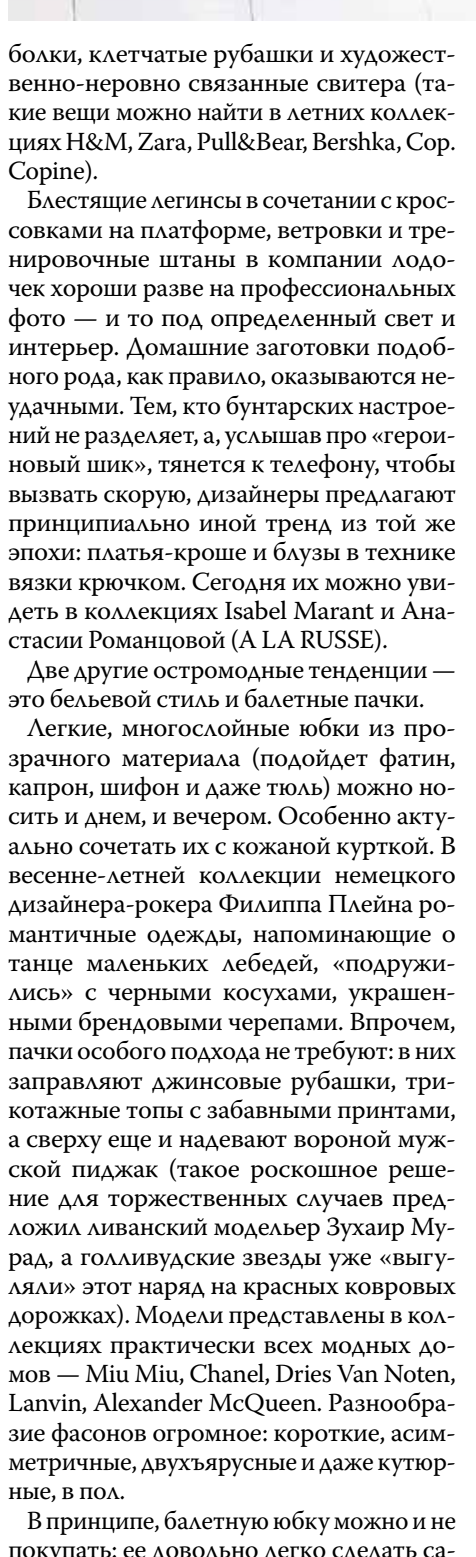 болки, клетчатые рубашки и художест-
венно-неровно связанные свитера (та-
кие вещи можно найти в летних коллек-
циях H&M, Zara, Pull&Bear, Bershka, Cop.
Copine).
Блестящие легинсы в сочетании с крос-
совками на платформе, ветровки и тре-
нировочные штаны в компании лодо-
чек хороши разве на профессиональных
фото — и то под определенный свет и
интерьер. Домашние заготовки подоб-
ного рода, как правило, оказываются не-
удачными. Тем, кто бунтарских настрое-
ний не разделяет, а, услышав про «герои-
новый шик», тянется к телефону, чтобы
вызвать скорую, дизайнеры предлагают
принципиально иной тренд из той же
эпохи: платья-кроше и блузы в технике
вязки крючком. Сегодня их можно уви-
деть в коллекциях Isabel Marant и Ана-
стасии Романцовой (A LA RUSSE).
Две другие остромодные тенденции —
это бельевой стиль и балетные пачки.
Легкие, многослойные юбки из про-
зрачного материала (подойдет фатин,
капрон, шифон и даже тюль) можно но-
сить и днем, и вечером. Особенно акту-
ально сочетать их с кожаной курткой. В
весенне-летней коллекции немецкого
дизайнера-рокера Филиппа Плейна ро-
мантичные одежды, напоминающие о
танце маленьких лебедей, «подружи-
лись» с черными косухами, украшен-
ными брендовыми черепами. Впрочем,
пачки особого подхода не требуют: в них
заправляют джинсовые рубашки, три-
котажные топы с забавными принтами,
а сверху еще и надевают вороной муж-
ской пиджак (такое роскошное реше-
ние для торжественных случаев пред-
ложил ливанский модельер Зухаир Му-
рад, а голливудские звезды уже «выгу-
ляли» этот наряд на красных ковровых
дорожках). Модели представлены в кол-
лекциях практически всех модных до-
мов — Miu Miu, Chanel, Dries Van Noten,
Lanvin, Alexander McQueen. Разнообра-
зие фасонов огромное: короткие, асим-
метричные, двухъярусные и даже кутюр-
ные, в пол.
В принципе, балетную юбку можно и не
покупать: ее довольно легко сделать са-